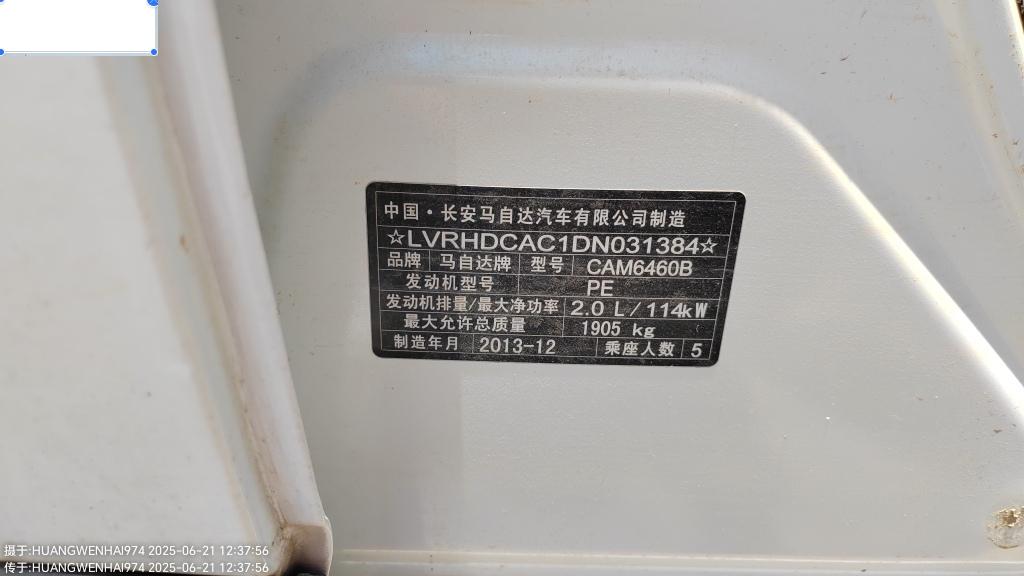 中国·长安马自达汽车有限公司制造
☆LVRHDCAC1DN031384☆
品牌 马自达牌 型号 CAM6460B
发动机型号 PE
发动机排量/最大净功率 2.0 L/114kW
最大允许总质量 1905 kg
制造年月 2013-12 乘座人数 5
摄于:HUANGWENHAI974 2025-06-21 12:37:56
传于:HUANGWENHAI974 2025-06-21 12:37:56